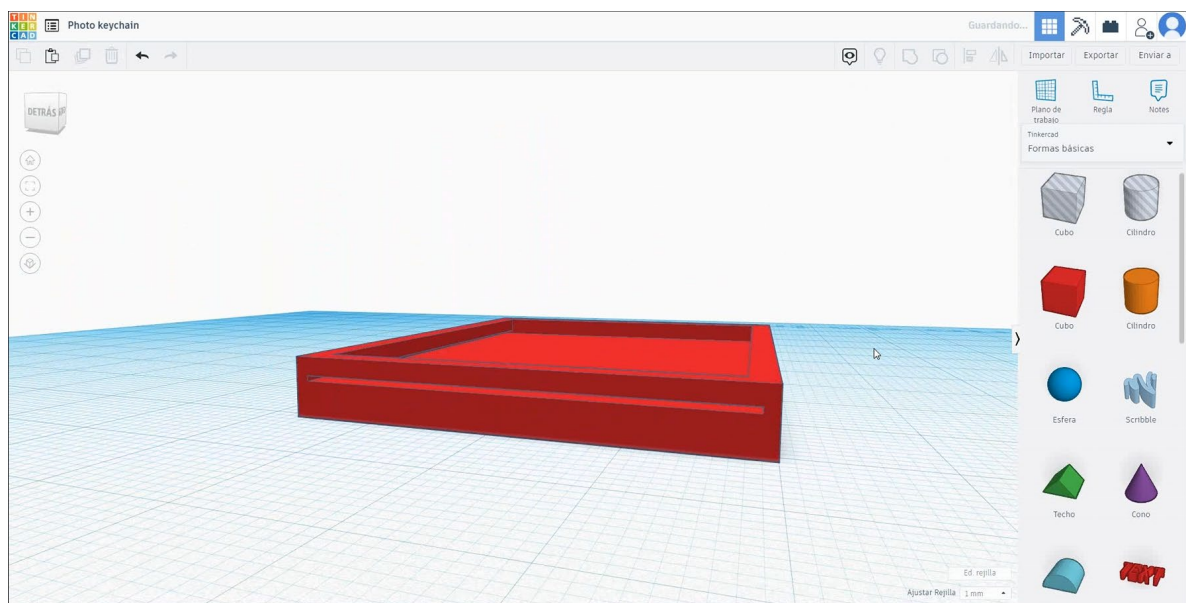 TIN
KER
CAD
Photo keychain
Guardando...
Importar
Exportar
Enviar a
DETRÁS
Plano de
trabajo
Regla
Notes
Tinkercad
Formas básicas
Cubo
Cilindro
Cubo
Cilindro
Esfera
Scribble
Techo
Cono
TEXT
Ed. rejilla
Ajustar Rejilla
1 mm